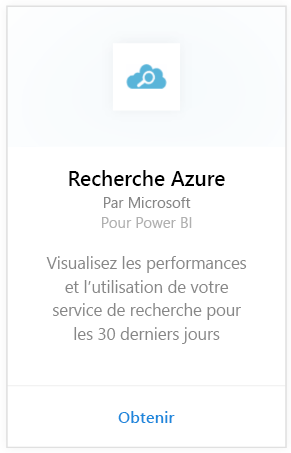 Recherche Azure
Par Microsoft
Pour Power BI
Visualisez les performances
et l’utilisation de votre
service de recherche pour
les 30 derniers jours
Obtenir